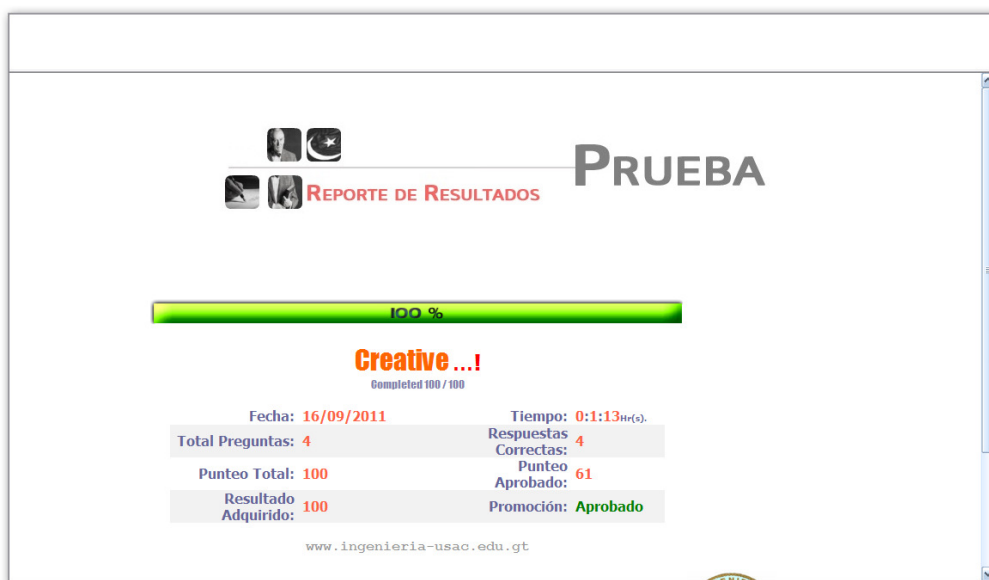 PRUEBA
REPORTE DE RESULTADOS
100 %
Creative ...!
Completed 100 / 100
Fecha: 16/09/2011 Tiempo: 0:1:13Hr(s).
Total Preguntas: 4 Respuestas Correctas: 4
Punteo Total: 100 Punteo Aprobado: 61
Resultado Adquirido: 100 Promoción: Aprobado
www.ingenieria-usac.edu.gt